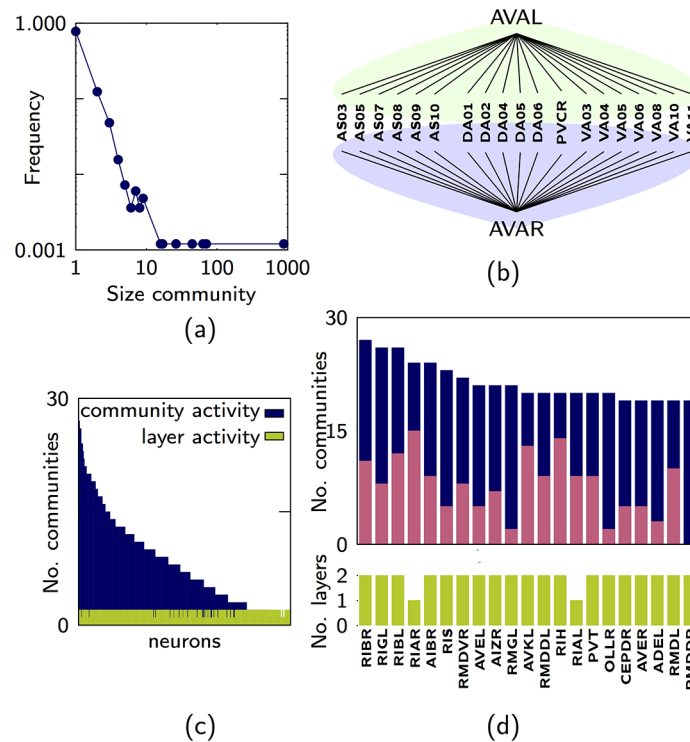 1.000
Frequency
0.001
1
10
100
1000
Size community
(a)
AVAL
AS03
AS05
AS07
AS08
AS09
AS10
DA01
DA02
DA04
DA05
DA06
PVCR
VA03
VA04
VA05
VA06
VA08
VA10
AVAR
(b)
30
community activity
layer activity
No. communities
0
neurons
(c)
30
No. communities
15
0
No. layers
2
1
0
RIBR
RIGL
RIBL
RIAR
AIBR
RIS
RMDVR
AVEL
AIZR
RMGL
AVKL
RMDDL
RIH
RIAL
PVT
OLLR
CEPDR
AVER
ADEL
RMDL
(d)